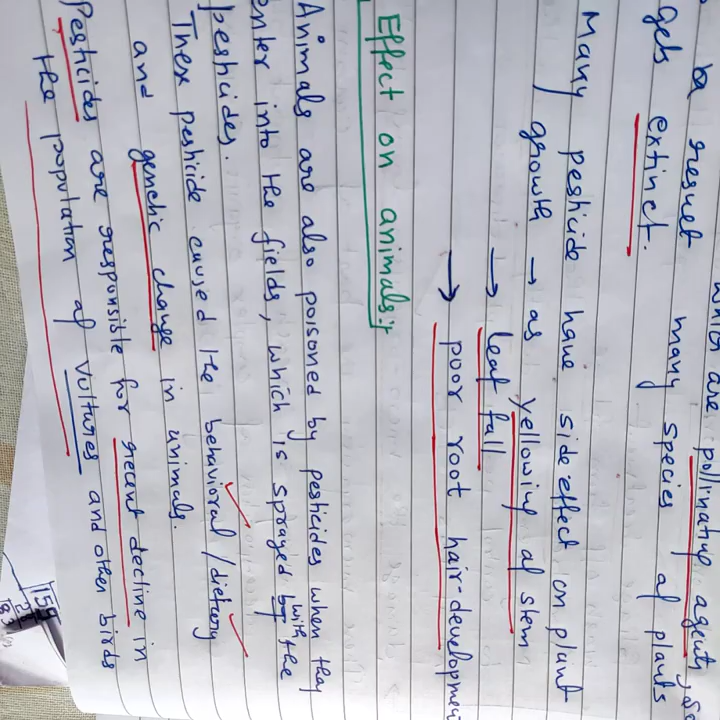 which are pollinatup agents, so
a result many species of plants
gets extinct.
Many pesticide have side effect on plant
growth → as yellowing of stem
→ leaf fall
→ poor root hair-developmen
Effect on animals:-
Animals are also poisoned by pesticides when they
enter into the fields, which is sprayed with the
pesticides.
These pesticide caused the behavioral / dietary
and genetic change in animals.
Pesticides are responsible for recent decline in
the population of vultures and other birds